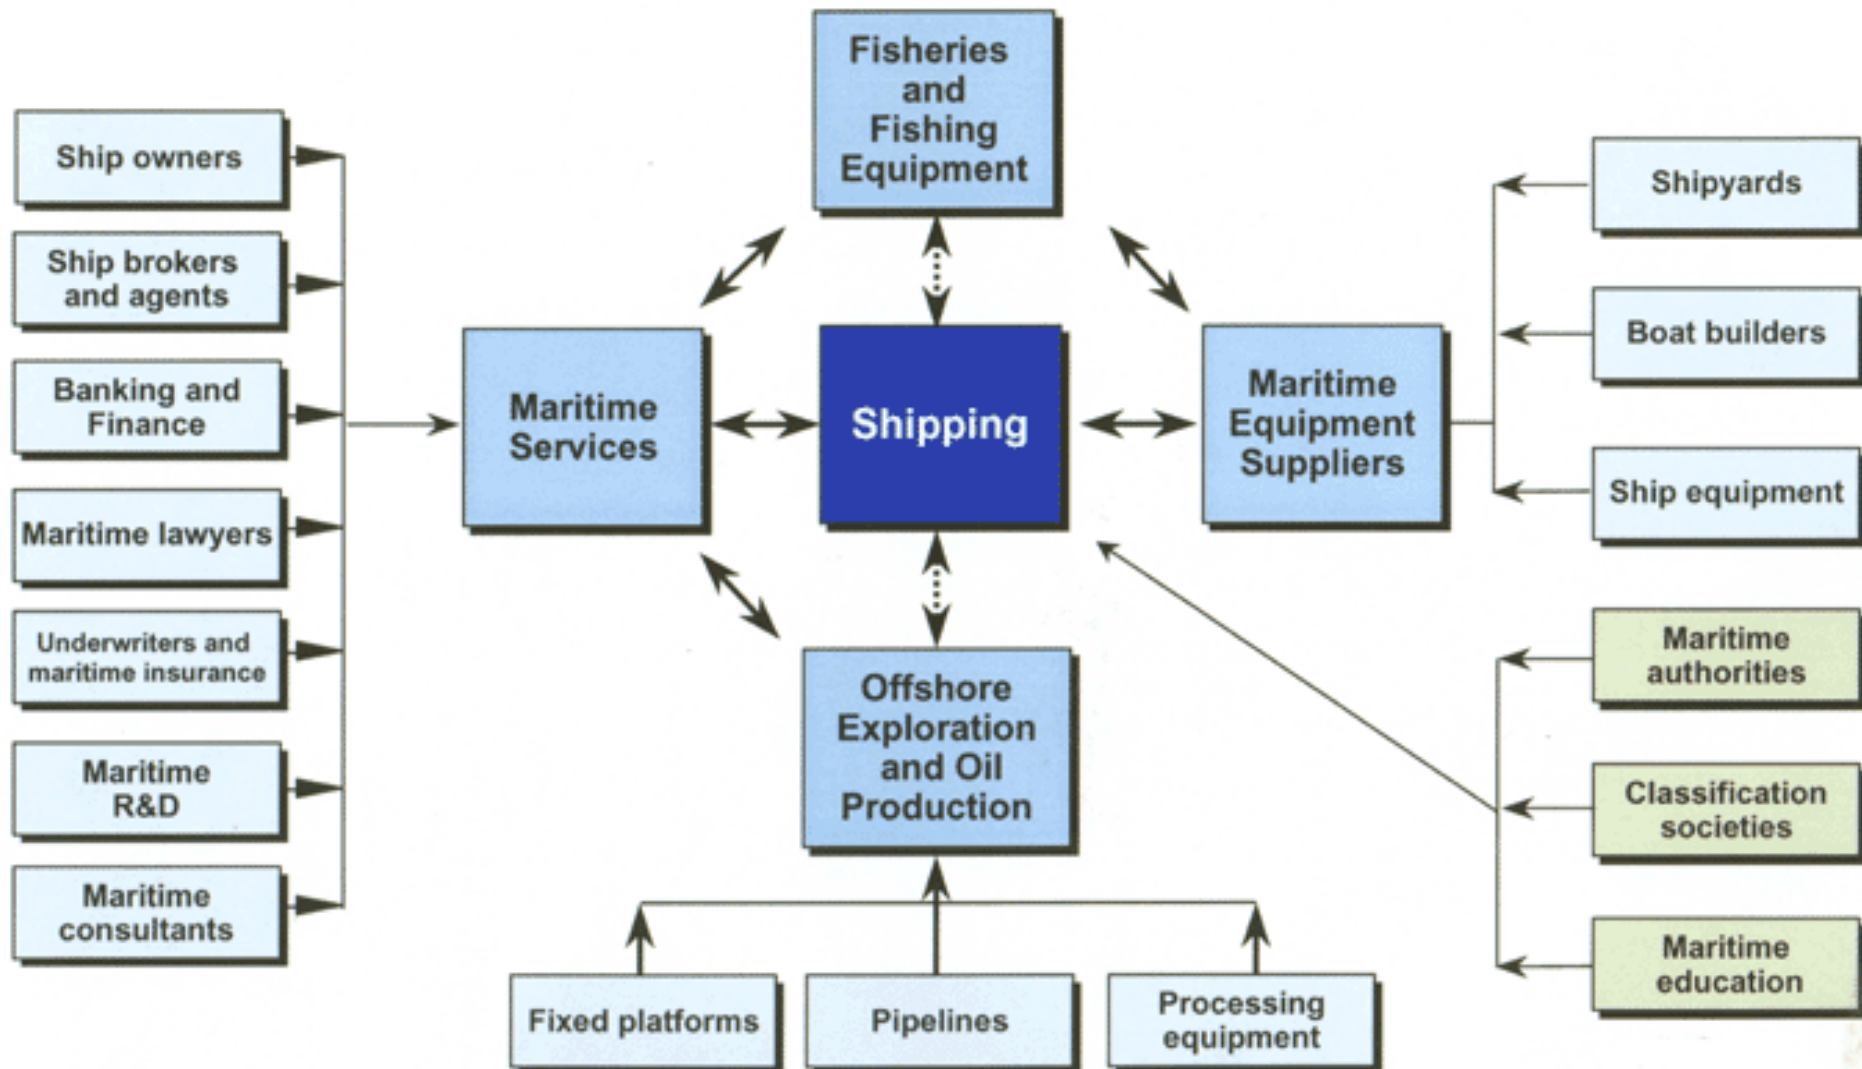 Fisheries
and
Fishing
Equipment
Ship owners
Ship brokers
and agents
Banking and
Finance
Maritime lawyers
Underwriters and
maritime insurance
Maritime
R&D
Maritime
consultants
Maritime
Services
Shipping
Maritime
Equipment
Suppliers
Shipyards
Boat builders
Ship equipment
Maritime
authorities
Classification
societies
Maritime
education
Offshore
Exploration
and Oil
Production
Fixed platforms
Pipelines
Processing
equipment